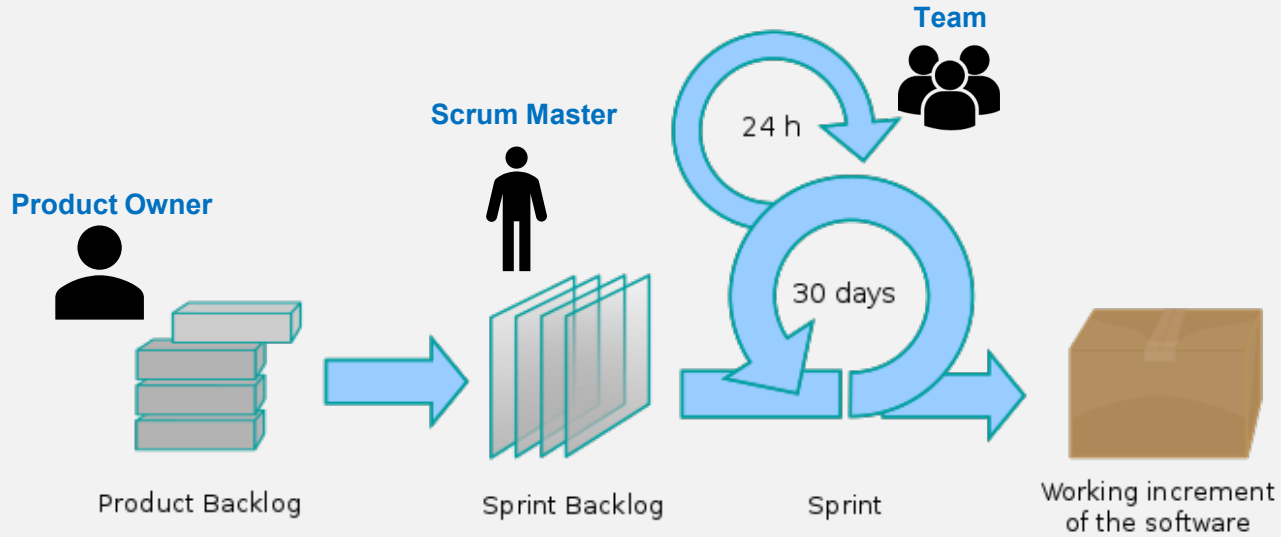 Team
24 h
Scrum Master
Product Owner
30 days
Product Backlog
Sprint Backlog
Sprint
Working increment
of the software